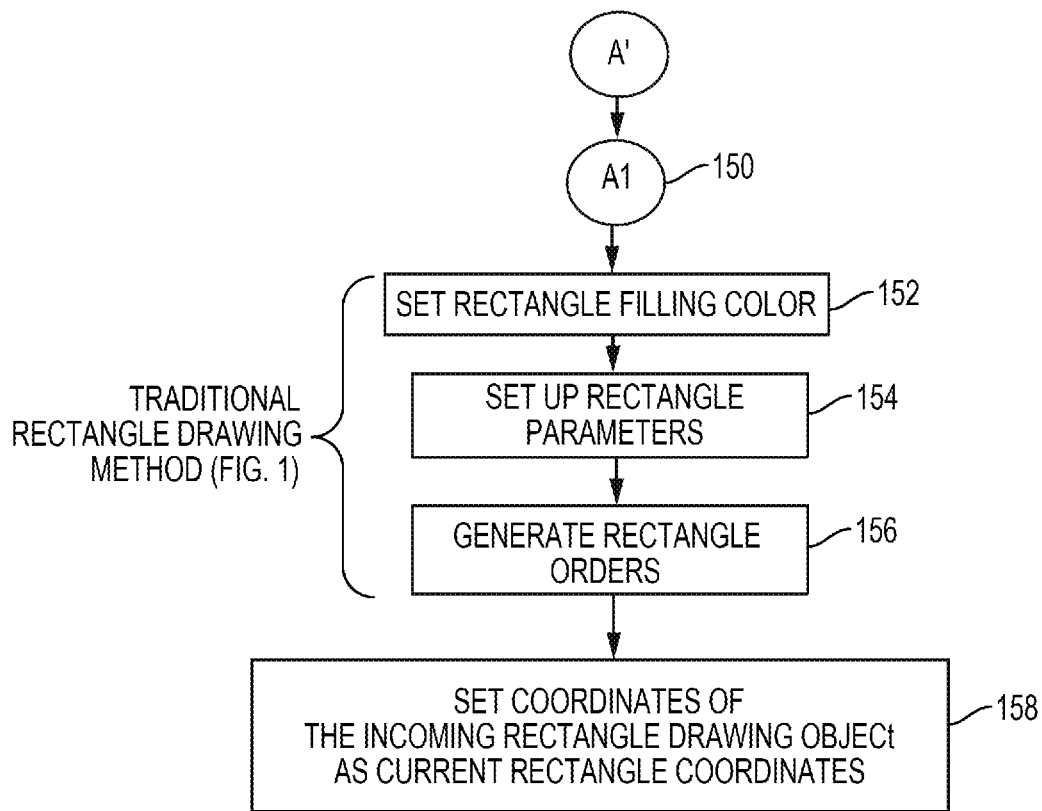 A'
A1
150
SET RECTANGLE FILLING COLOR
152
TRADITIONAL
RECTANGLE DRAWING
METHOD (FIG. 1)
SET UP RECTANGLE
PARAMETERS
154
GENERATE RECTANGLE
ORDERS
156
SET COORDINATES OF
THE INCOMING RECTANGLE DRAWING OBJECt
AS CURRENT RECTANGLE COORDINATES
158